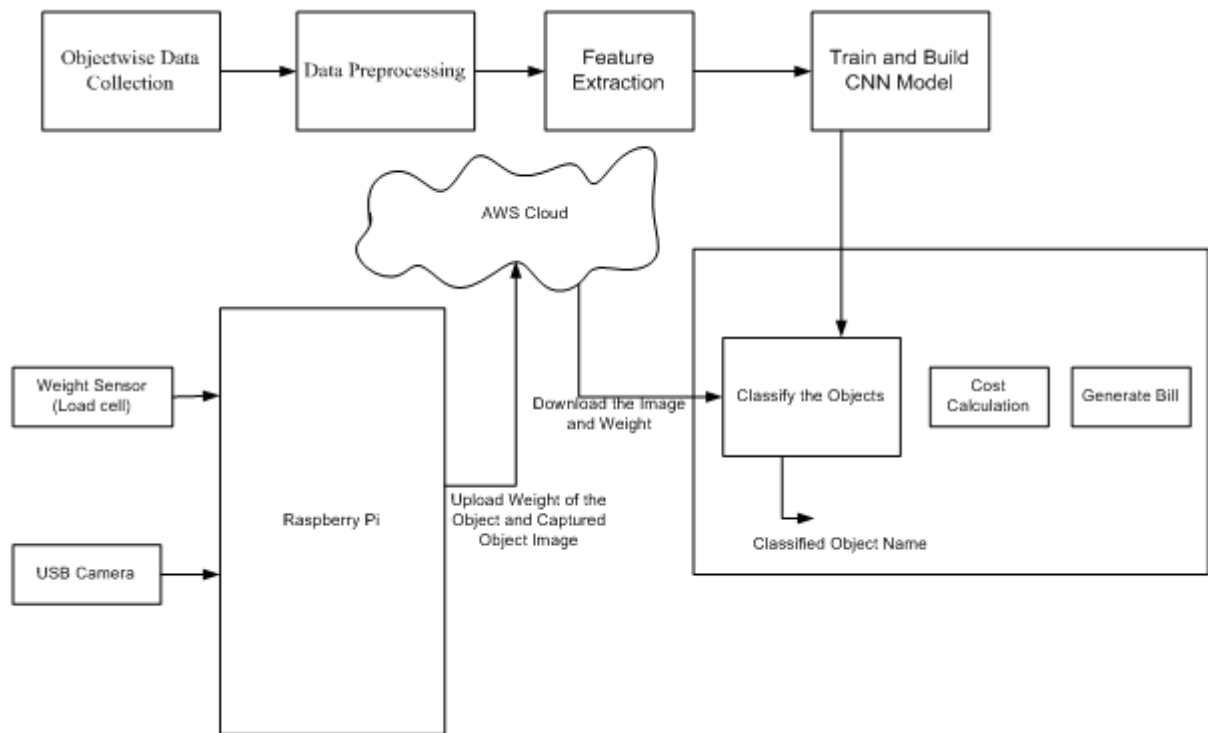 Objectwise Data
Collection
Data Preprocessing
Feature
Extraction
Train and Build
CNN Model
AWS Cloud
Weight Sensor
(Load cell)
USB Camera
Raspberry Pi
Upload Weight of the
Object and Captured
Object Image
Download the Image
and Weight
Classify the Objects
Cost
Calculation
Generate Bill
Classified Object Name